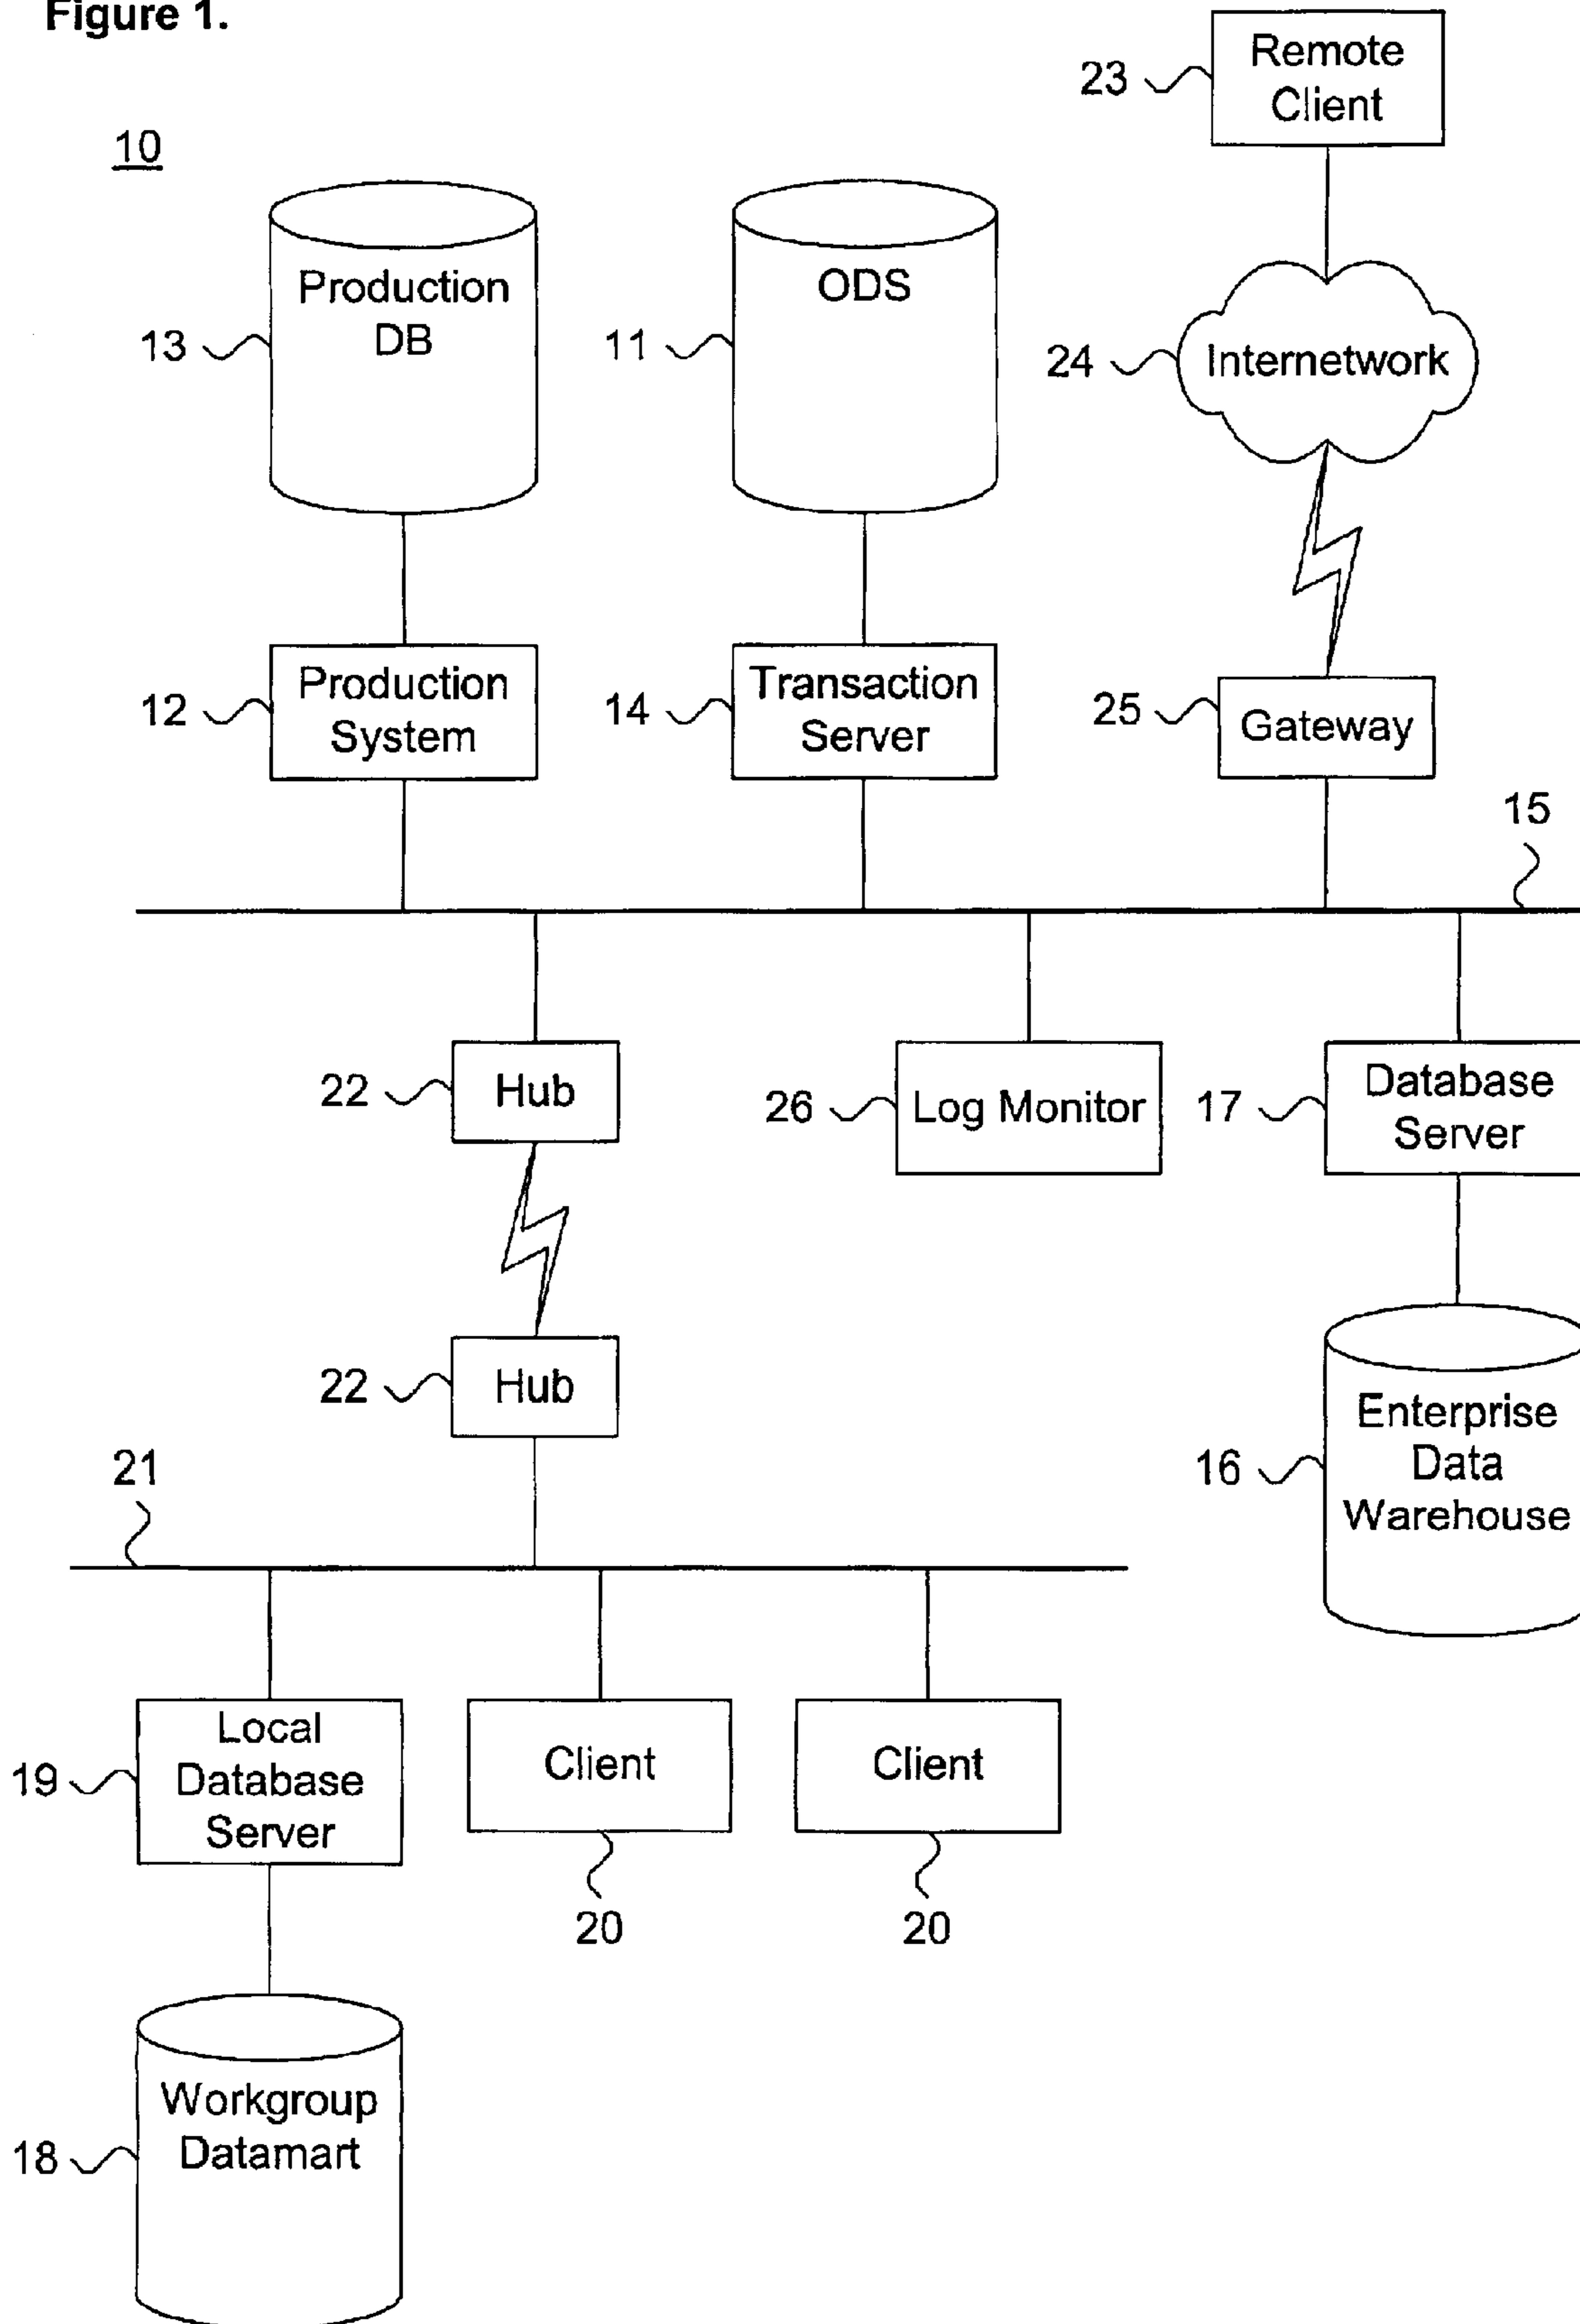 Figure 1.
10
23
Remote
Client
13
Production
DB
11
ODS
24
Internetwork
12
Production
System
14
Transaction
Server
25
Gateway
15
22
Hub
26
Log Monitor
17
Database
Server
22
Hub
16
Enterprise
Data
Warehouse
21
19
Local
Database
Server
Client
Client
20
20
18
Workgroup
Datamart